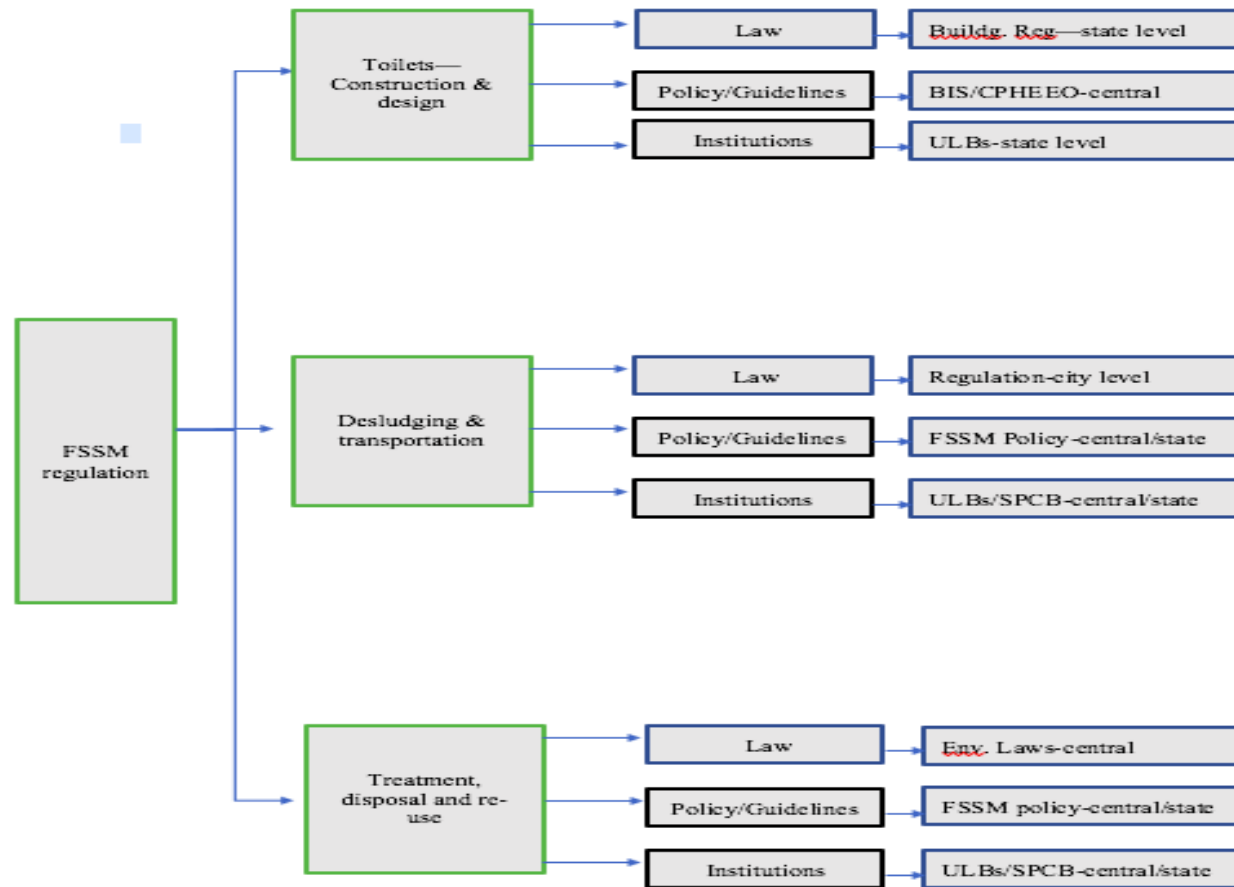 Toilets—
Construction &
design
Law
Buildg. Reg—state level
Policy/Guidelines
BIS/CPHEEO-central
Institutions
ULBs-state level
FSSM
regulation
Desludging &
transportation
Law
Regulation-city level
Policy/Guidelines
FSSM Policy-central/state
Institutions
ULBs/SPCB-central/state
Treatment,
disposal and re-
use
Law
Env. Laws-central
Policy/Guidelines
FSSM policy-central/state
Institutions
ULBs/SPCB-central/state